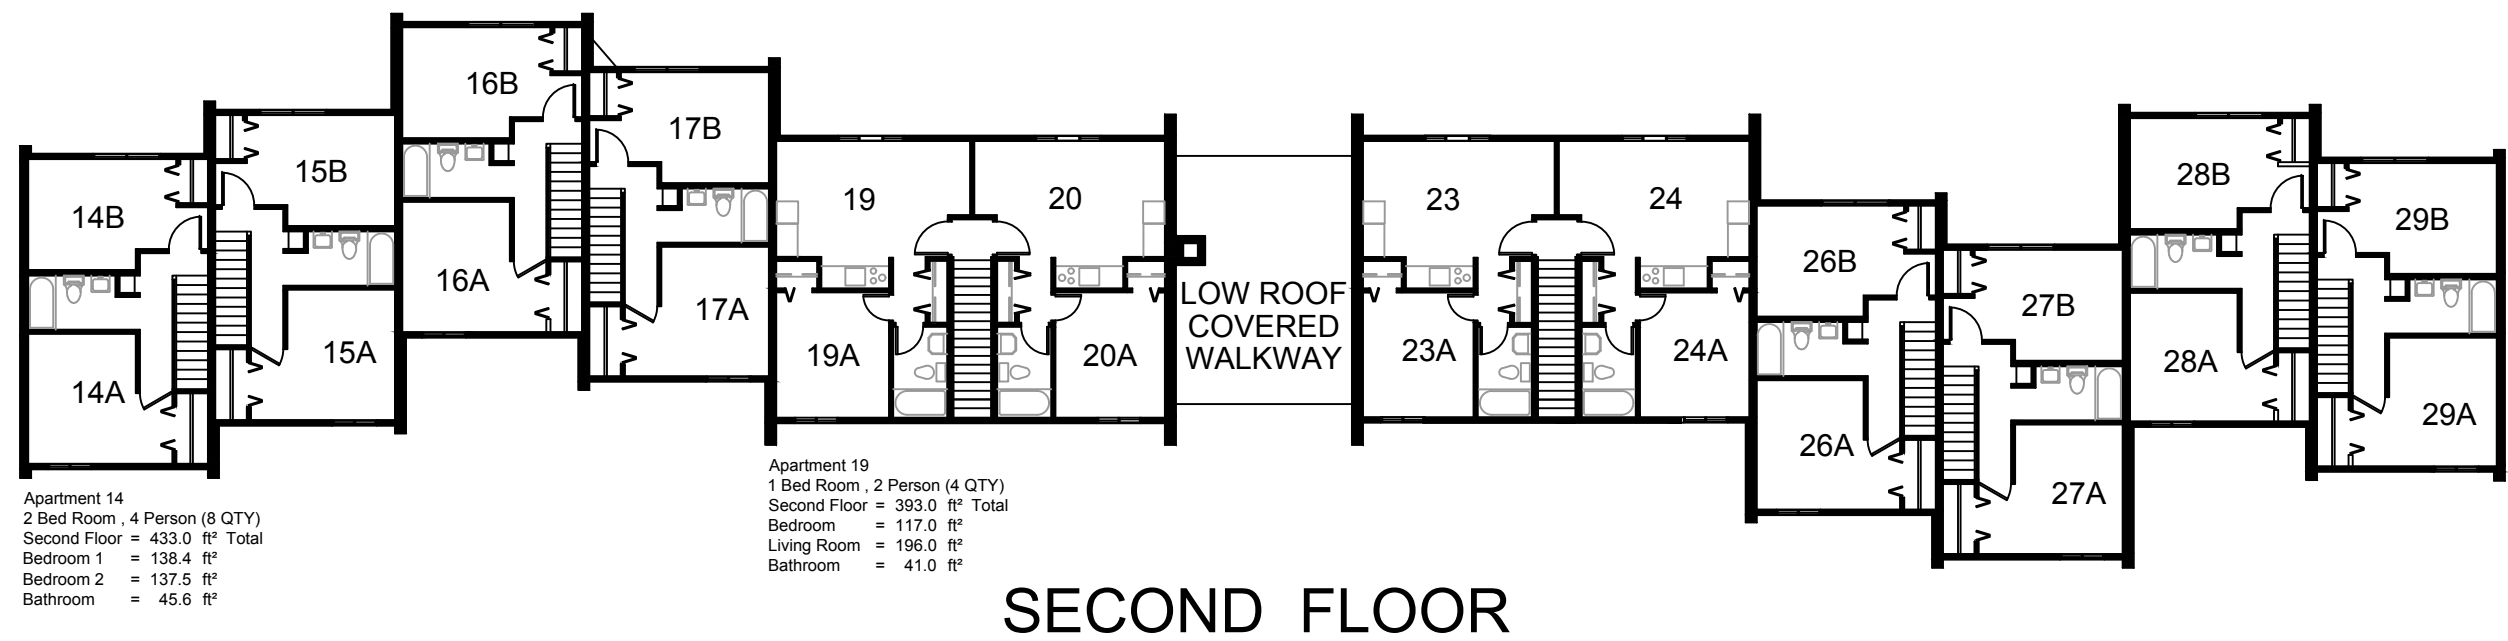 16B
17B
15B
14B
16A
17A
15A
14A
19
20
19A
20A
LOW ROOF
COVERED
WALKWAY
23
24
23A
24A
28B
29B
26B
27B
28A
29A
26A
27A
Apartment 14
2 Bed Room , 4 Person (8 QTY)
Second Floor = 433.0 ft² Total
Bedroom 1 = 138.4 ft²
Bedroom 2 = 137.5 ft²
Bathroom = 45.6 ft²
Apartment 19
1 Bed Room , 2 Person (4 QTY)
Second Floor = 393.0 ft² Total
Bedroom = 117.0 ft²
Living Room = 196.0 ft²
Bathroom = 41.0 ft²
SECOND FLOOR